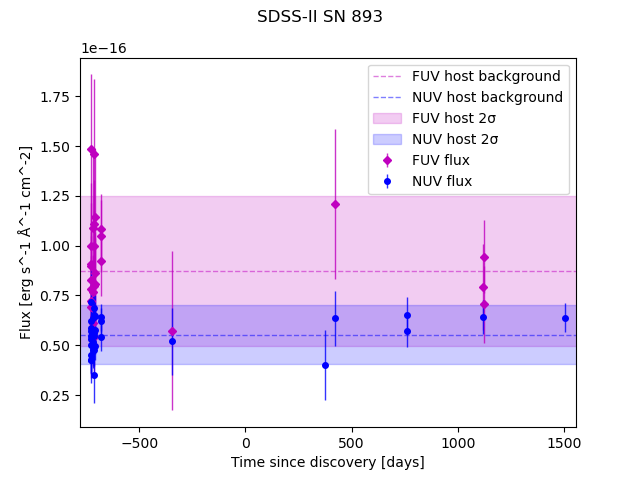 SDSS-II SN 893
1e−16
FUV host background
NUV host background
FUV host 2σ
NUV host 2σ
FUV flux
NUV flux
1.75
1.50
1.25
1.00
0.75
0.50
0.25
Flux [erg s^-1 Å^-1 cm^-2]
−500
0
500
1000
1500
Time since discovery [days]